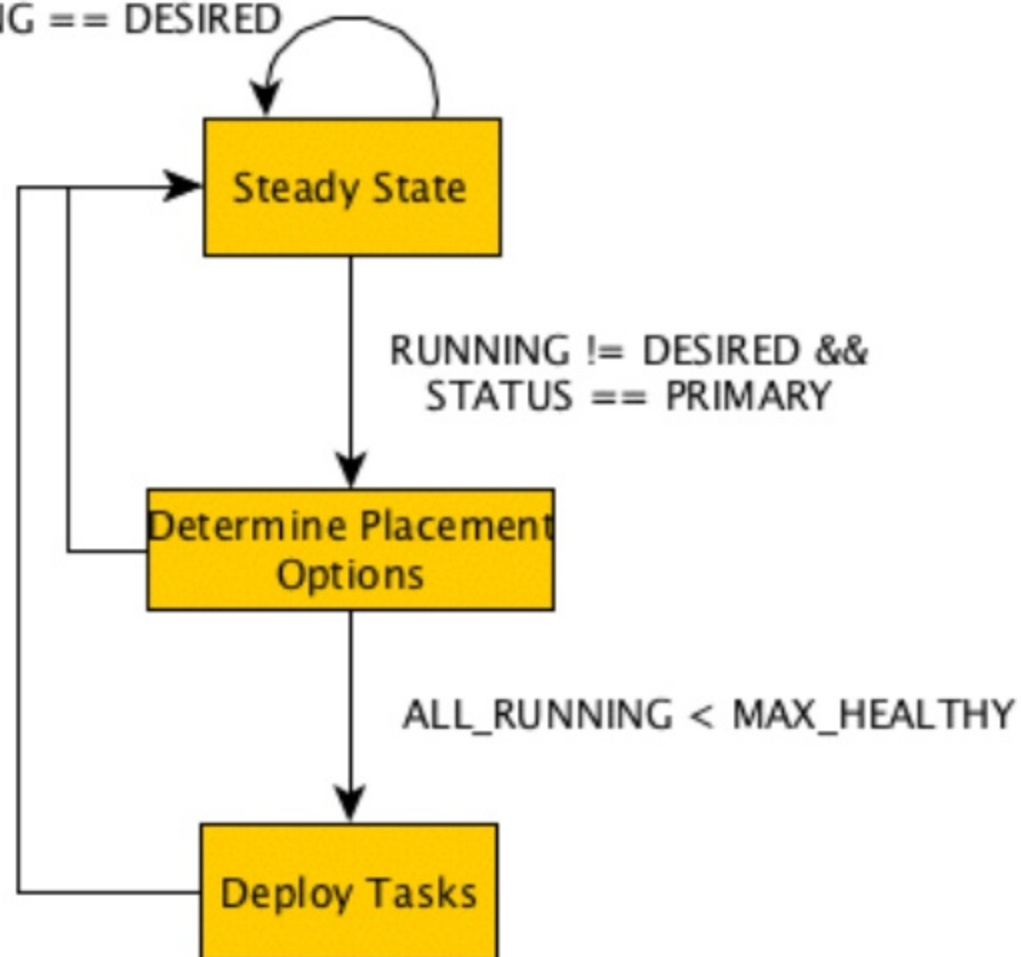 == DESIRED
Steady State
RUNNING != DESIRED &&
STATUS == PRIMARY
Determine Placement
Options
ALL_RUNNING < MAX_HEALTHY
Deploy Tasks